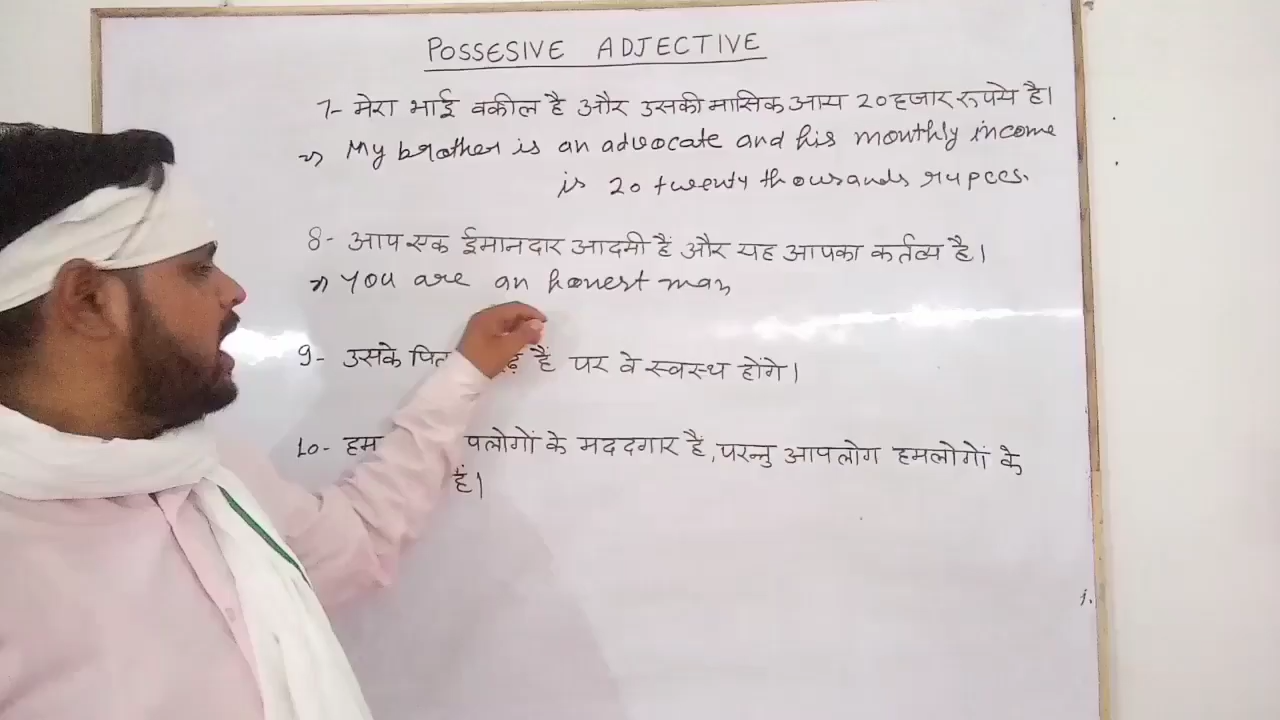 POSSESIVE ADJECTIVE
7- मेरा भाई वकील है और उसकी मासिक आय 20 हजार रुपये है।
⇒ My brother is an advocate and his monthly income
is 20 twenty thousands rupees.
8- आप एक ईमानदार आदमी हैं और यह आपका कर्तव्य है।
⇒ You are an honest man
9- उसके हैं पर वे स्वस्थ होंगे।
10- हम के मददगार हैं, परन्तु आपलोग हमलोगों के
हैं।
1.